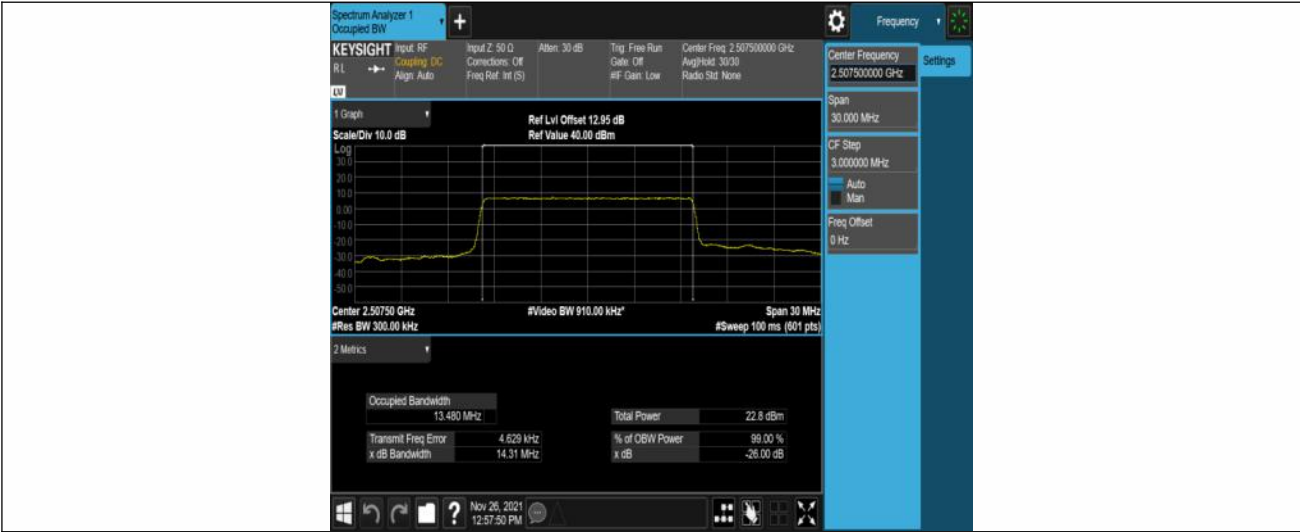 Spectrum Analyzer 1
Occupied BW
+
Frequency
KEYSIGHT Input: RF Input Z: 50 Ω Atten: 30 dB Trig: Free Run Center Freq: 2.507500000 GHz
RL Coupling: DC Corrections: Off Gate: Off Avg|Hold: 30/30
Align: Auto Freq Ref: Int (S) #IF Gain: Low Radio Std: None
Center Frequency
2.507500000 GHz
Settings
Span
30.000 MHz
CF Step
3.000000 MHz
Auto
Man
Freq Offset
0 Hz
1 Graph
Ref Lvl Offset 12.95 dB
Scale/Div 10.0 dB Ref Value 40.00 dBm
Log
30.0
20.0
10.0
0.00
-10.0
-20.0
-30.0
-40.0
-50.0
Center 2.50750 GHz #Video BW 910.00 kHz* Span 30 MHz
#Res BW 300.00 kHz #Sweep 100 ms (601 pts)
2 Metrics
Occupied Bandwidth
13.480 MHz Total Power 22.8 dBm
Transmit Freq Error 4.629 kHz % of OBW Power 99.00 %
x dB Bandwidth 14.31 MHz x dB -26.00 dB
? Nov 26, 2021
12:57:50 PM